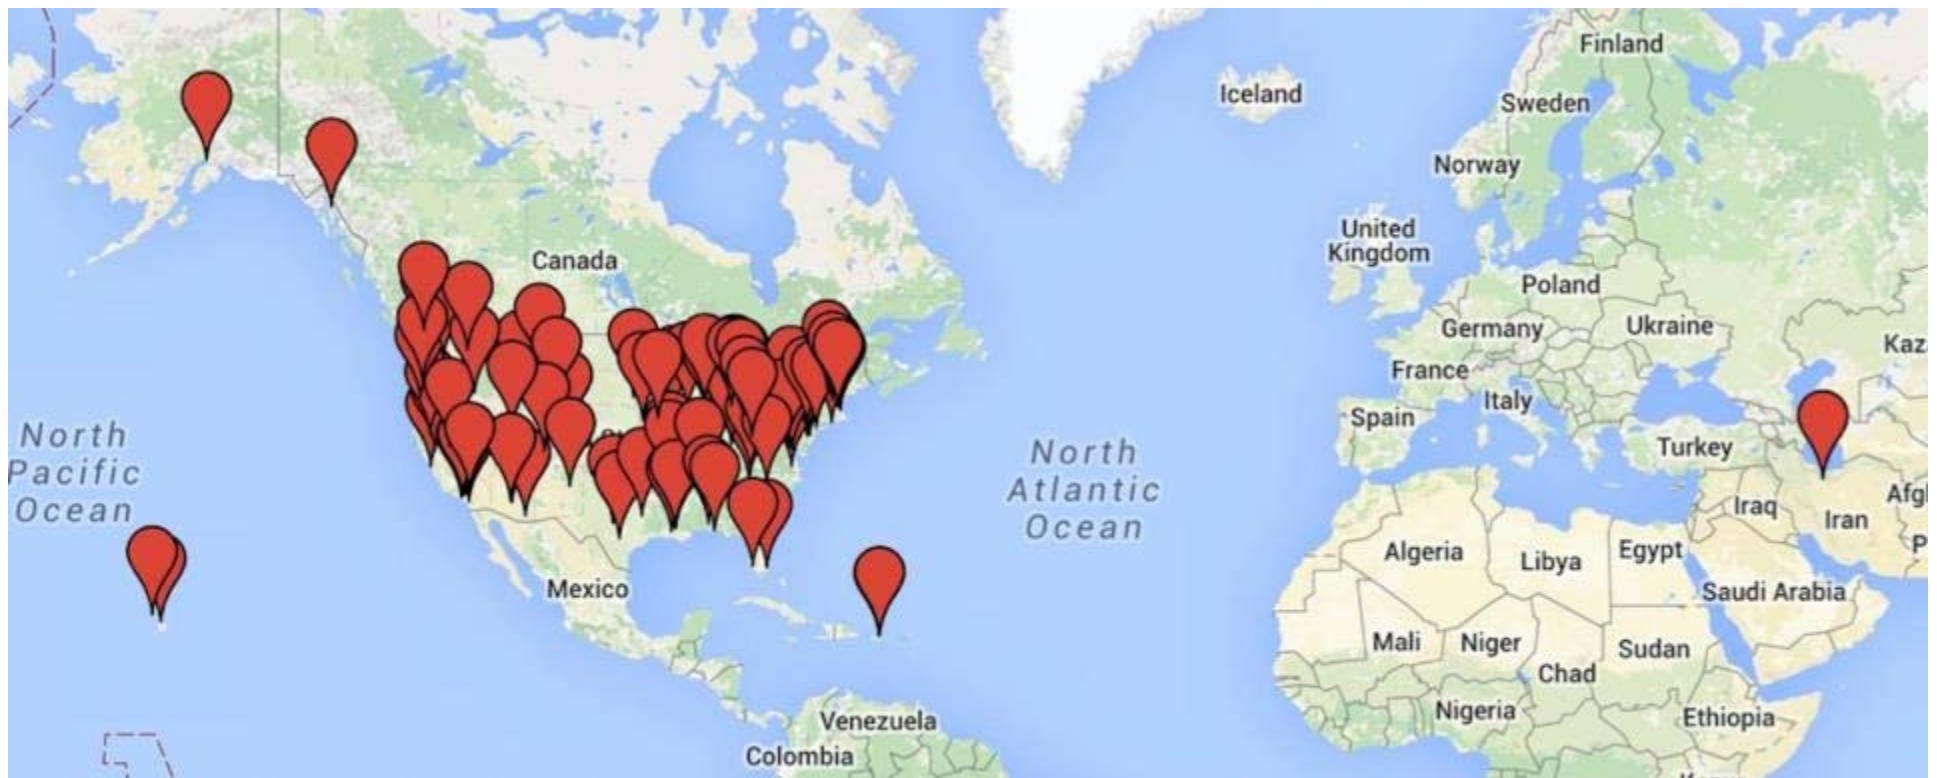 Finland
Iceland
Sweden
Norway
United
Kingdom
Canada
Poland
Germany
Ukraine
Kaz
France
Italy
Spain
North
Pacific
Ocean
Turkey
North
Atlantic
Ocean
Iraq
Afg
Iran
Algeria
Libya
Egypt
P
Mexico
Saudi Arabia
Mali
Niger
Sudan
Chad
Nigeria
Venezuela
Ethiopia
Colombia